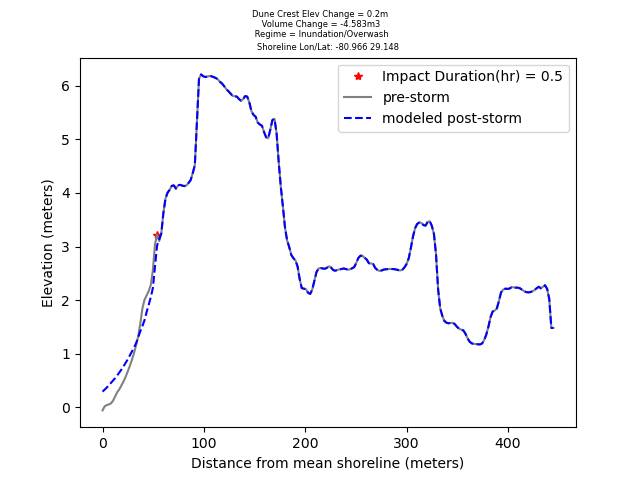 Dune Crest Elev Change = 0.2m
Volume Change = -4.583m3
Regime = Inundation/Overwash
Shoreline Lon/Lat: -80.966 29.148
Impact Duration(hr) = 0.5
pre-storm
modeled post-storm
Elevation (meters)
6
5
4
3
2
1
0
0 100 200 300 400
Distance from mean shoreline (meters)